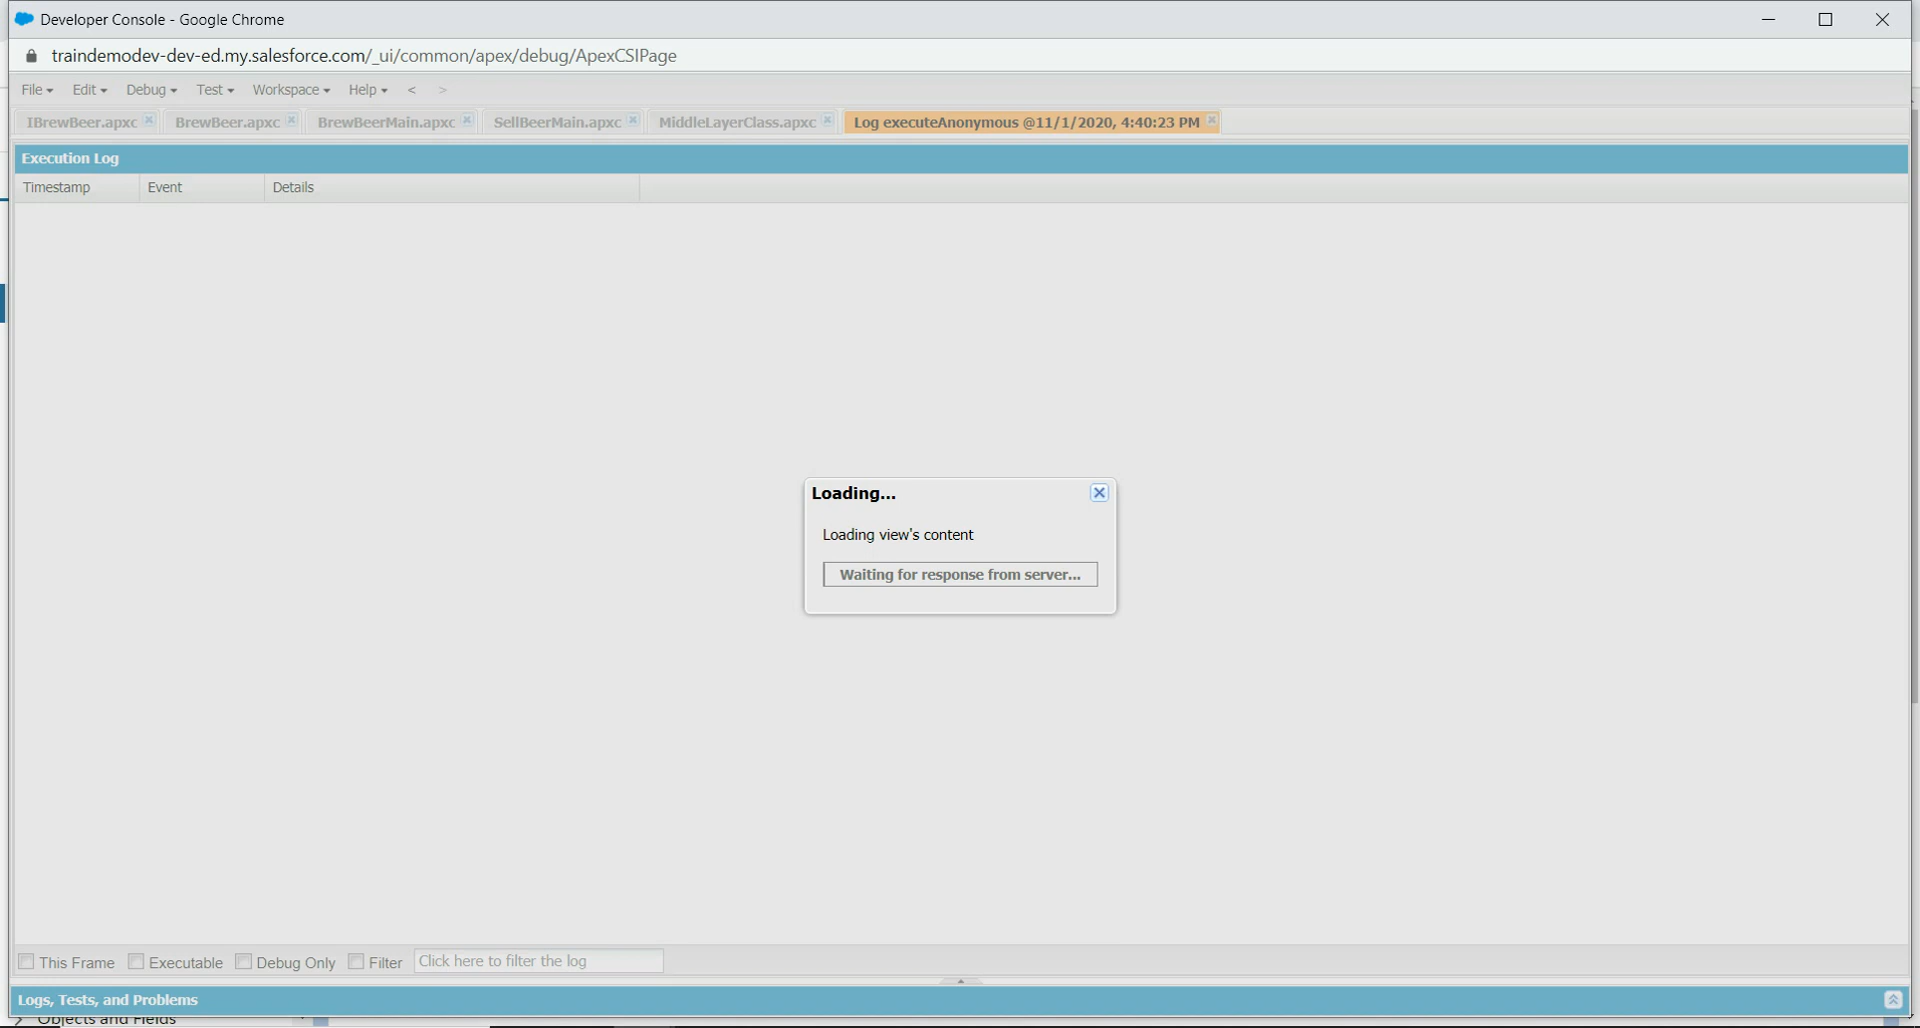 Developer Console - Google Chrome
traindemodev-dev-ed.my.salesforce.com/_ui/common/apex/debug/ApexCSIPage
File Edit Debug Test Workspace Help < >
IBrewBeer.apxc BrewBeer.apxc BrewBeerMain.apxc SellBeerMain.apxc MiddleLayerClass.apxc Log executeAnonymous @11/1/2020, 4:40:23 PM
Execution Log
Timestamp Event Details
Loading...
Loading view's content
Waiting for response from server...
This Frame Executable Debug Only Filter Click here to filter the log
Logs, Tests, and Problems
Objects and Fields